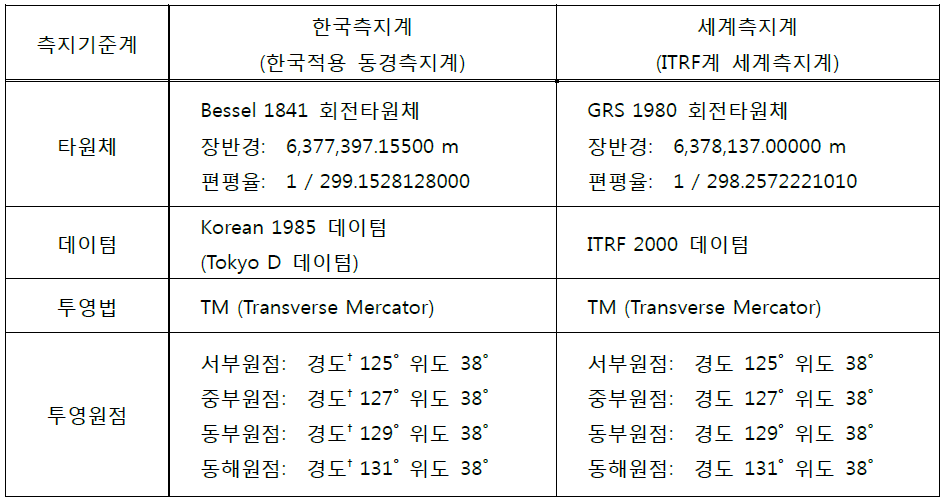 측지기준계
한국측지계
(한국적용 동경측지계)
세계측지계
(ITRF계 세계측지계)
타원체
Bessel 1841 회전타원체
장반경: 6,377,397.15500 m
편평율: 1 / 299.1528128000
GRS 1980 회전타원체
장반경: 6,378,137.00000 m
편평율: 1 / 298.2572221010
데이텀
Korean 1985 데이텀
(Tokyo D 데이텀)
ITRF 2000 데이텀
투영법
TM (Transverse Mercator)
TM (Transverse Mercator)
투영원점
서부원점: 경도† 125˚ 위도 38˚
중부원점: 경도† 127˚ 위도 38˚
동부원점: 경도† 129˚ 위도 38˚
동해원점: 경도† 131˚ 위도 38˚
서부원점: 경도 125˚ 위도 38˚
중부원점: 경도 127˚ 위도 38˚
동부원점: 경도 129˚ 위도 38˚
동해원점: 경도 131˚ 위도 38˚